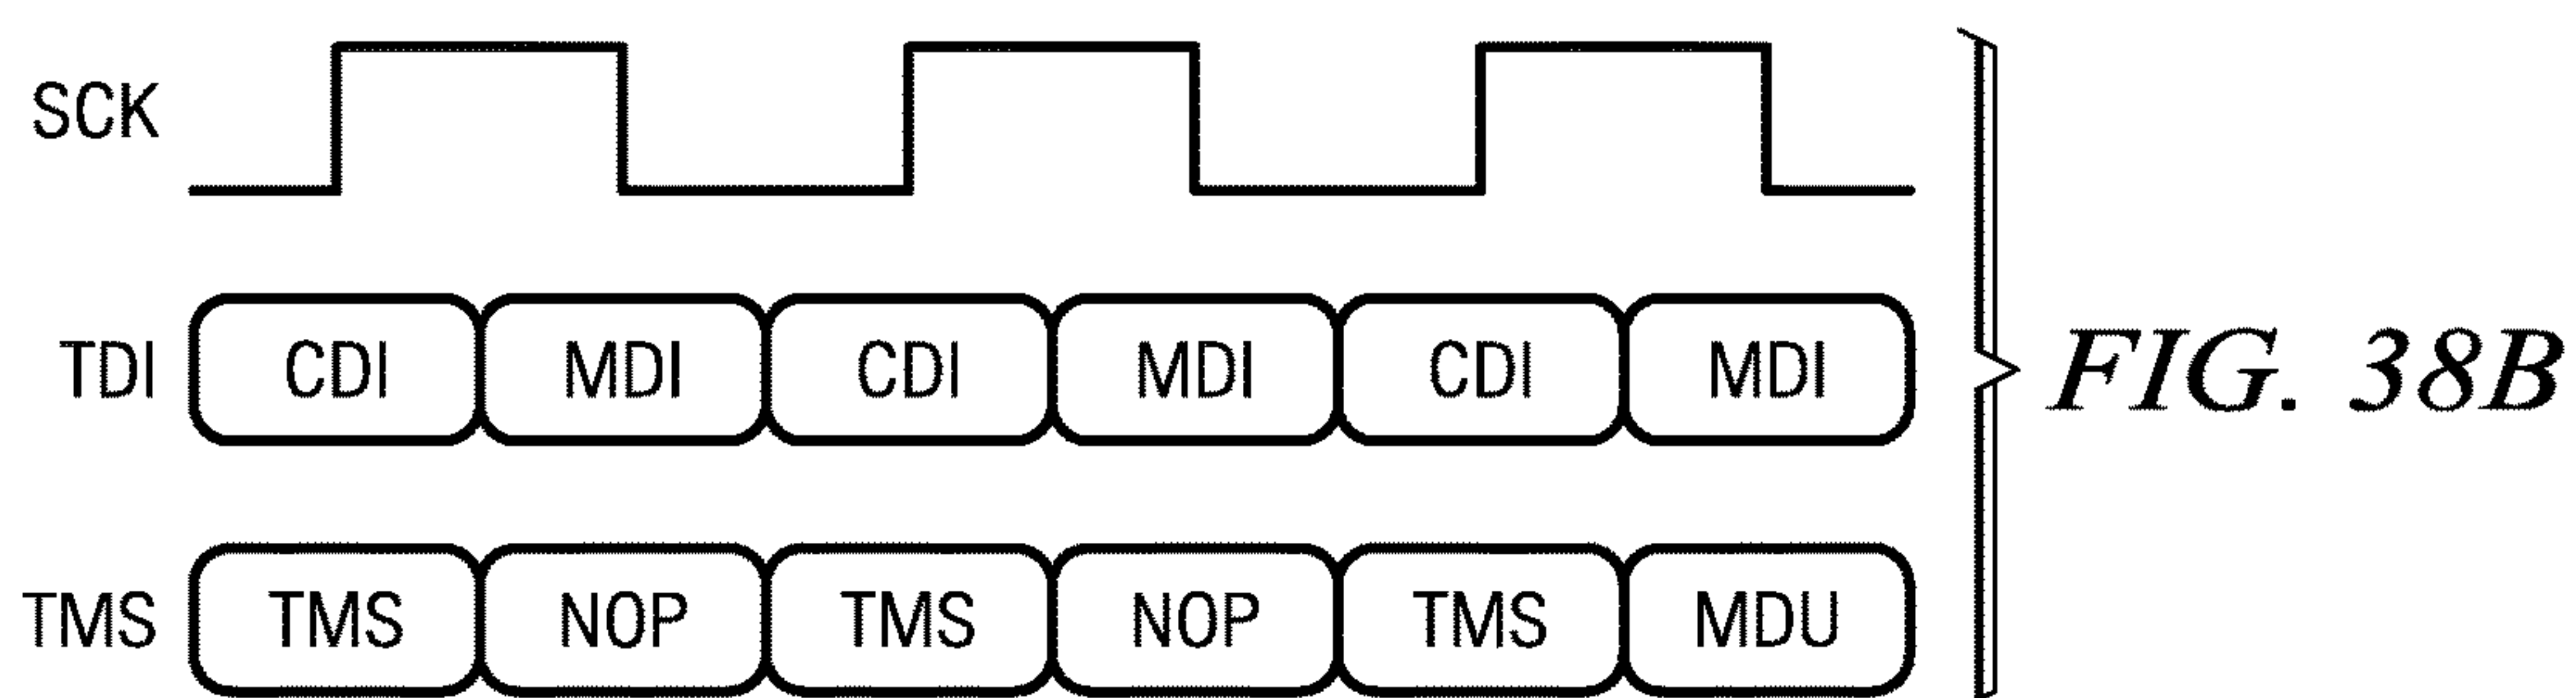 SCK
TDI CDI MDI CDI MDI CDI MDI
FIG. 38B
TMS TMS NOP TMS NOP TMS MDU